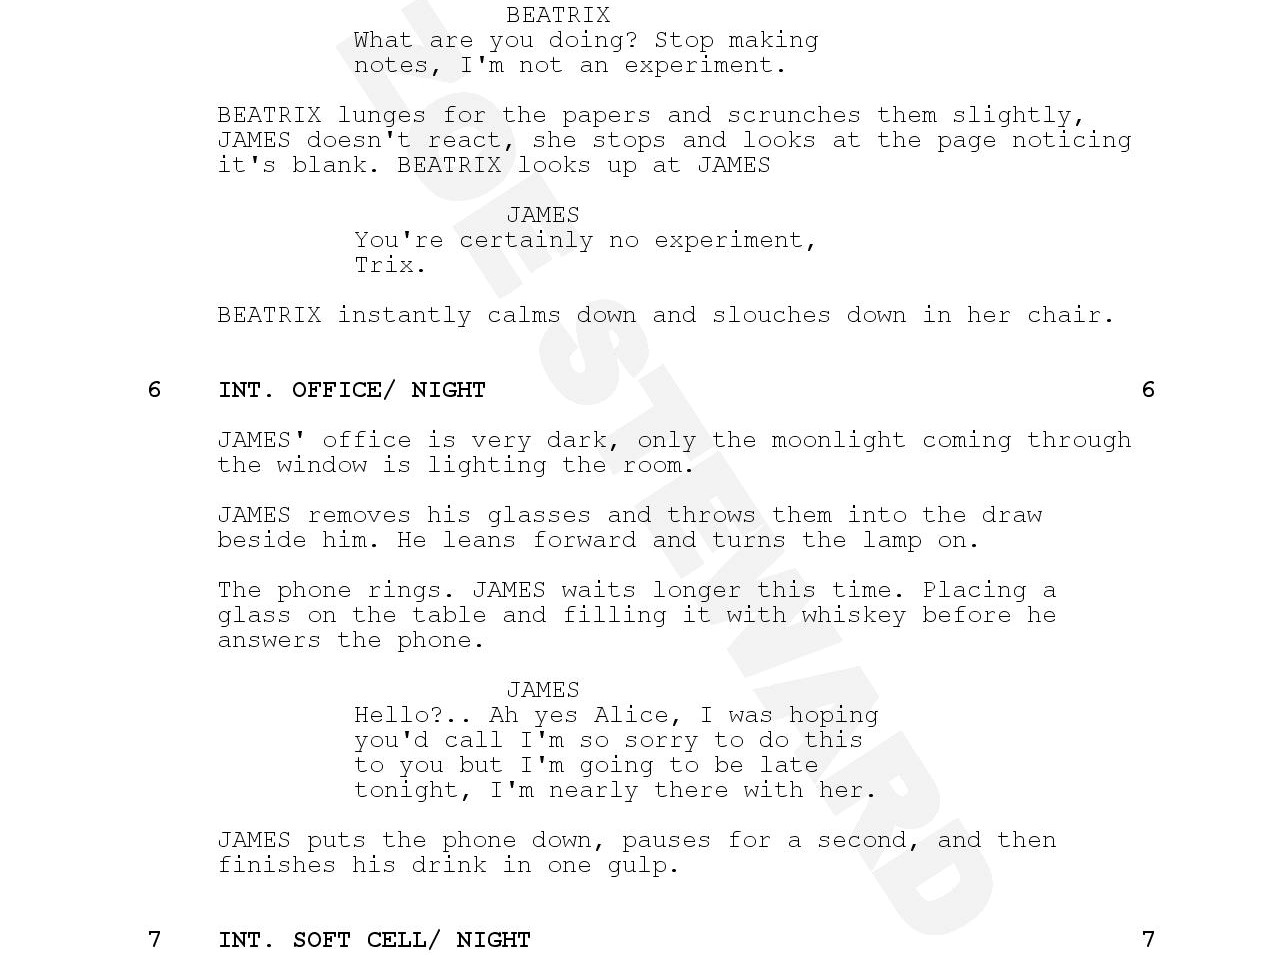 BEATRIX
What are you doing? Stop making
notes, I'm not an experiment.
BEATRIX lunges for the papers and scrunches them slightly,
JAMES doesn't react, she stops and looks at the page noticing
it's blank. BEATRIX looks up at JAMES
JAMES
You're certainly no experiment,
Trix.
BEATRIX instantly calms down and slouches down in her chair.
6 INT. OFFICE/ NIGHT 6
JAMES' office is very dark, only the moonlight coming through
the window is lighting the room.
JAMES removes his glasses and throws them into the draw
beside him. He leans forward and turns the lamp on.
The phone rings. JAMES waits longer this time. Placing a
glass on the table and filling it with whiskey before he
answers the phone.
JAMES
Hello?.. Ah yes Alice, I was hoping
you'd call I'm so sorry to do this
to you but I'm going to be late
tonight, I'm nearly there with her.
JAMES puts the phone down, pauses for a second, and then
finishes his drink in one gulp.
7 INT. SOFT CELL/ NIGHT 7
ZOE STEWARD